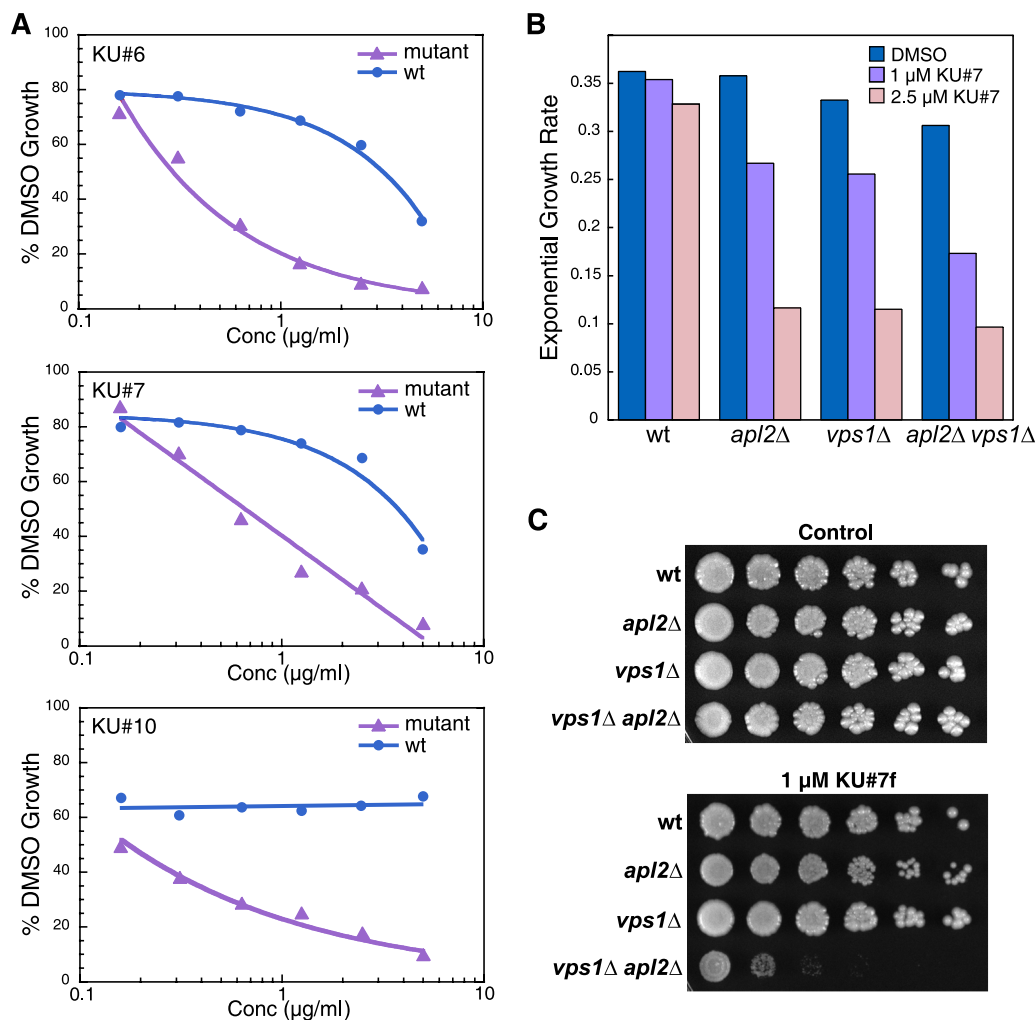 A
KU#6
mutant
wt
% DMSO Growth
100
80
60
40
20
0
0.1
1
10
Conc (µg/ml)
KU#7
mutant
wt
% DMSO Growth
100
80
60
40
20
0
0.1
1
10
Conc (µg/ml)
KU#10
mutant
wt
% DMSO Growth
100
80
60
40
20
0
0.1
1
10
Conc (µg/ml)
B
DMSO
1 µM KU#7
2.5 µM KU#7
Exponential Growth Rate
0.35
0.3
0.25
0.2
0.15
0.1
0.05
0
wt
apl2Δ
vps1Δ
apl2Δ vps1Δ
C
Control
wt
apl2Δ
vps1Δ
vps1Δ apl2Δ
1 µM KU#7f
wt
apl2Δ
vps1Δ
vps1Δ apl2Δ